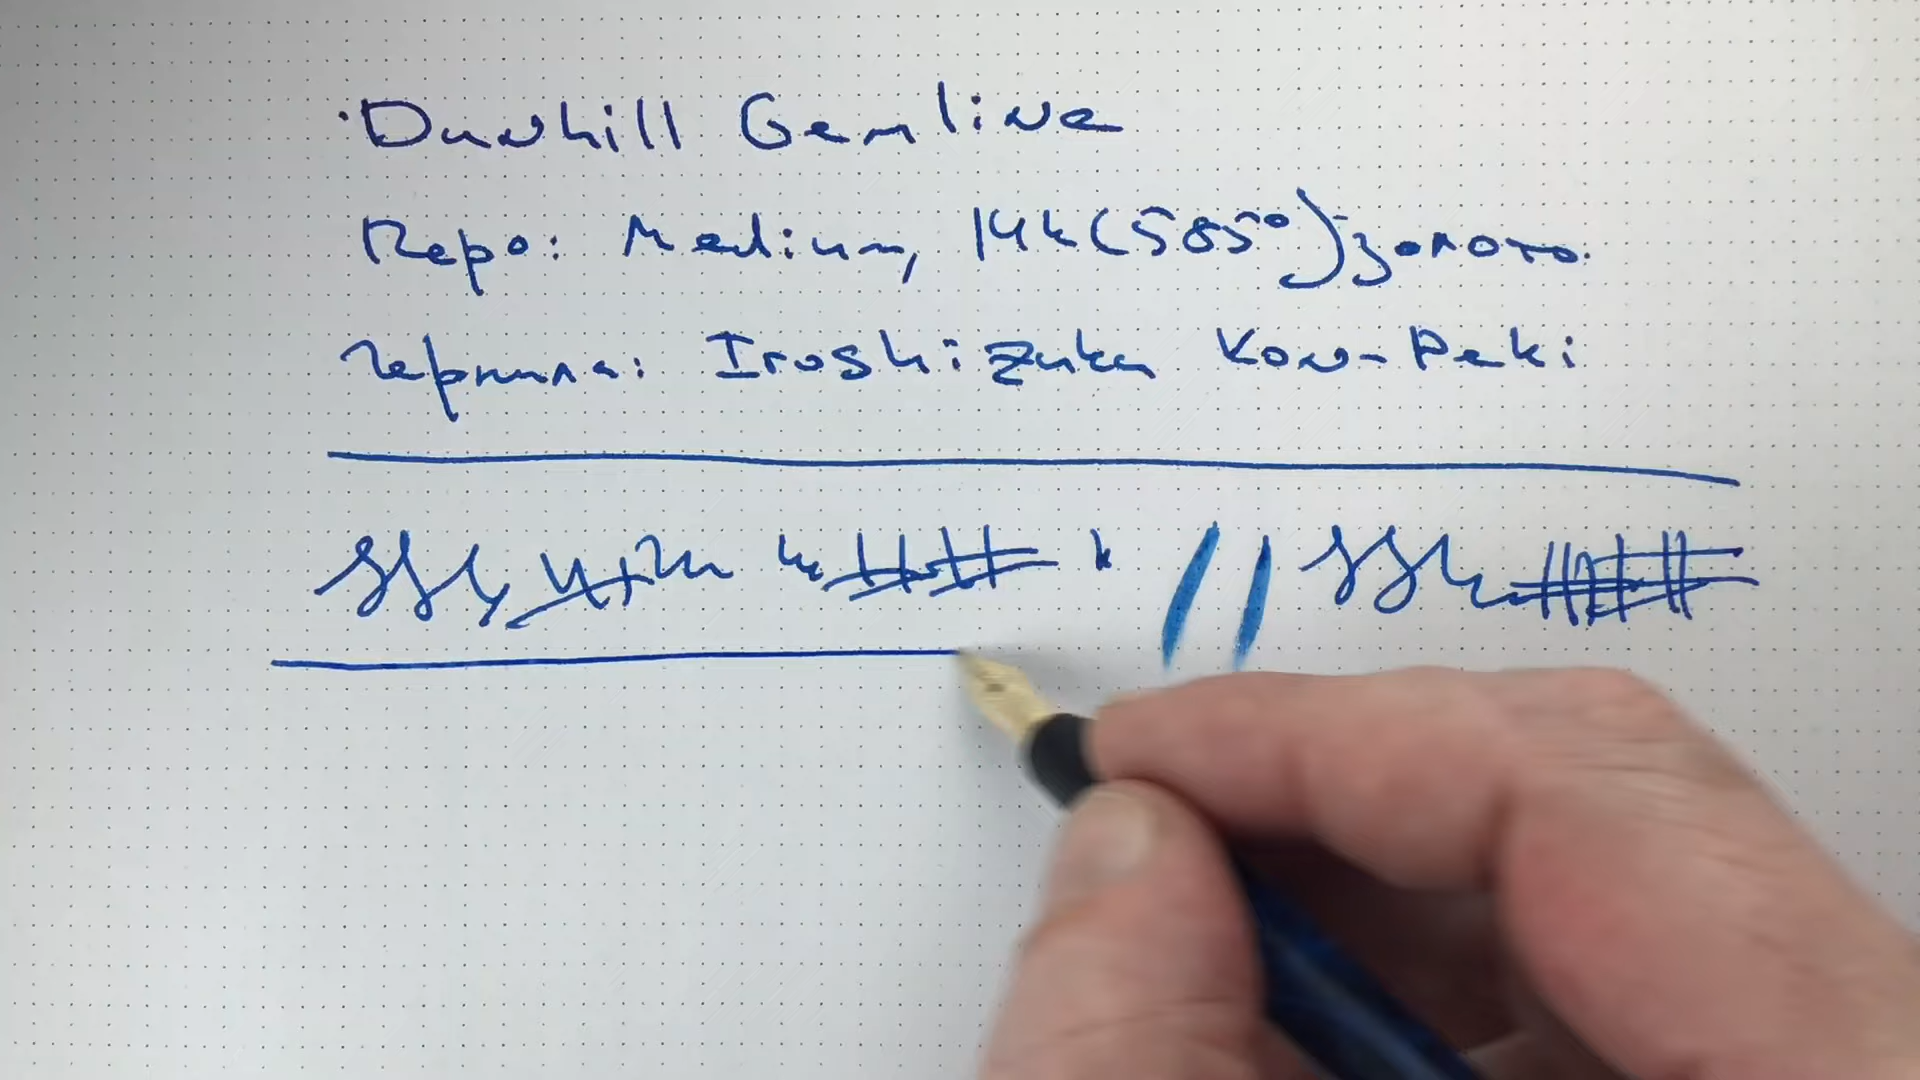 Dunhill Gemline
Перо: Medium, 14k (585°) золото.
Чернила: Iroshizuku Kon-Peki